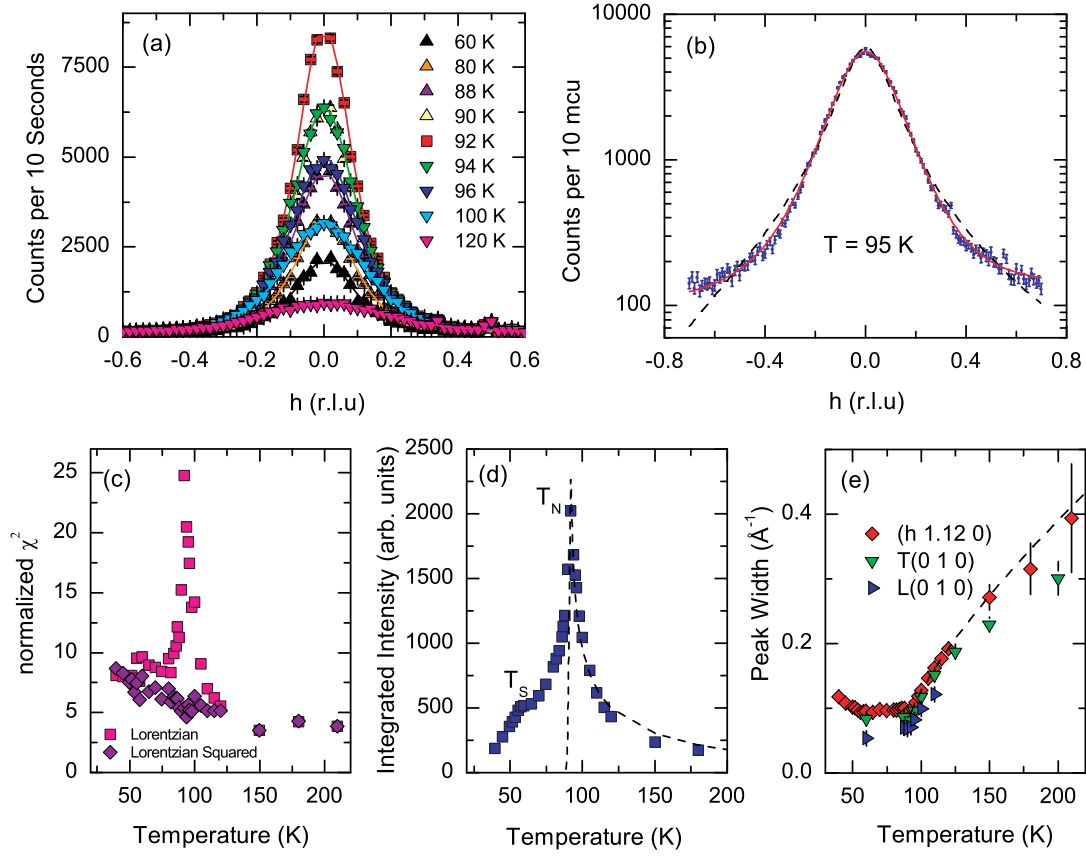 (a)
Counts per 10 Seconds
7500
5000
2500
0
-0.6 -0.4 -0.2 0.0 0.2 0.4 0.6
h (r.l.u)
60 K
80 K
88 K
90 K
92 K
94 K
96 K
100 K
120 K
(b)
Counts per 10 mcu
10000
1000
100
T = 95 K
-0.8 -0.4 0.0 0.4 0.8
h (r.l.u)
(c)
normalized χ²
25
20
15
10
5
0
Lorentzian
Lorentzian Squared
50 100 150 200
Temperature (K)
(d)
Integrated Intensity (arb. units)
2500
2000
1500
1000
500
0
T_N
T_S
50 100 150 200
Temperature (K)
(e)
Peak Width (Å⁻¹)
0.4
0.2
0.0
(h 1.12 0)
T(0 1 0)
L(0 1 0)
50 100 150 200
Temperature (K)